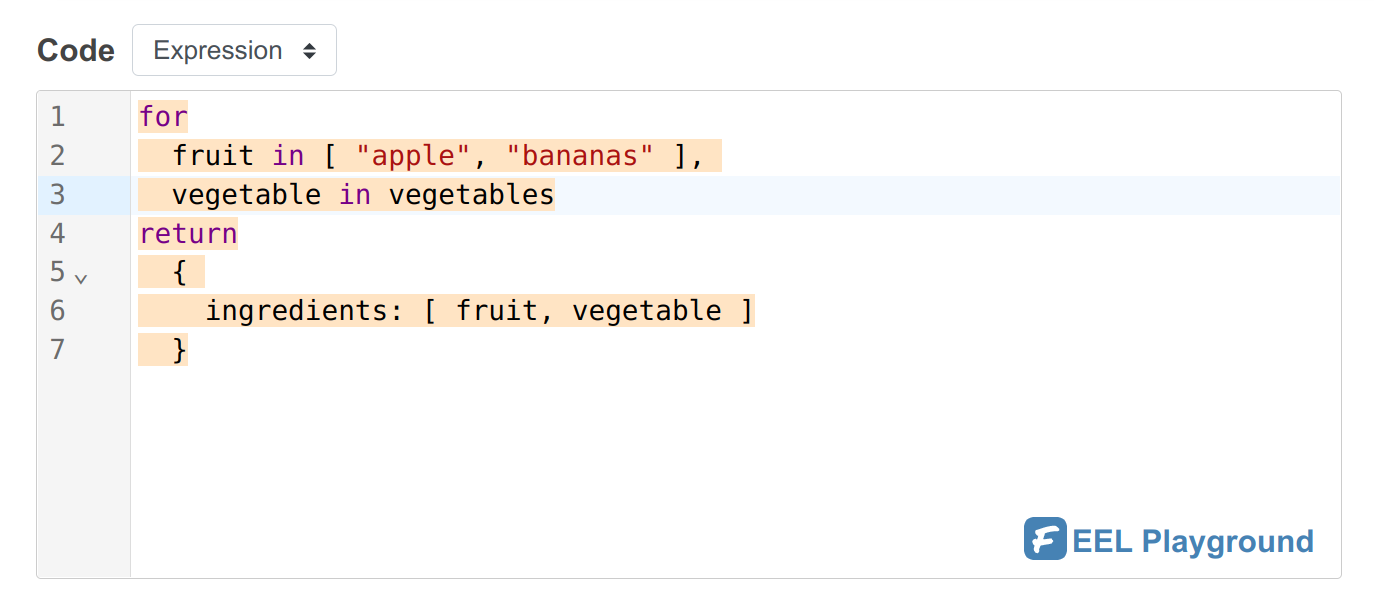 Code Expression
1 for
2   fruit in [ "apple", "bananas" ],
3   vegetable in vegetables
4 return
5   {
6     ingredients: [ fruit, vegetable ]
7   }
FEEL Playground